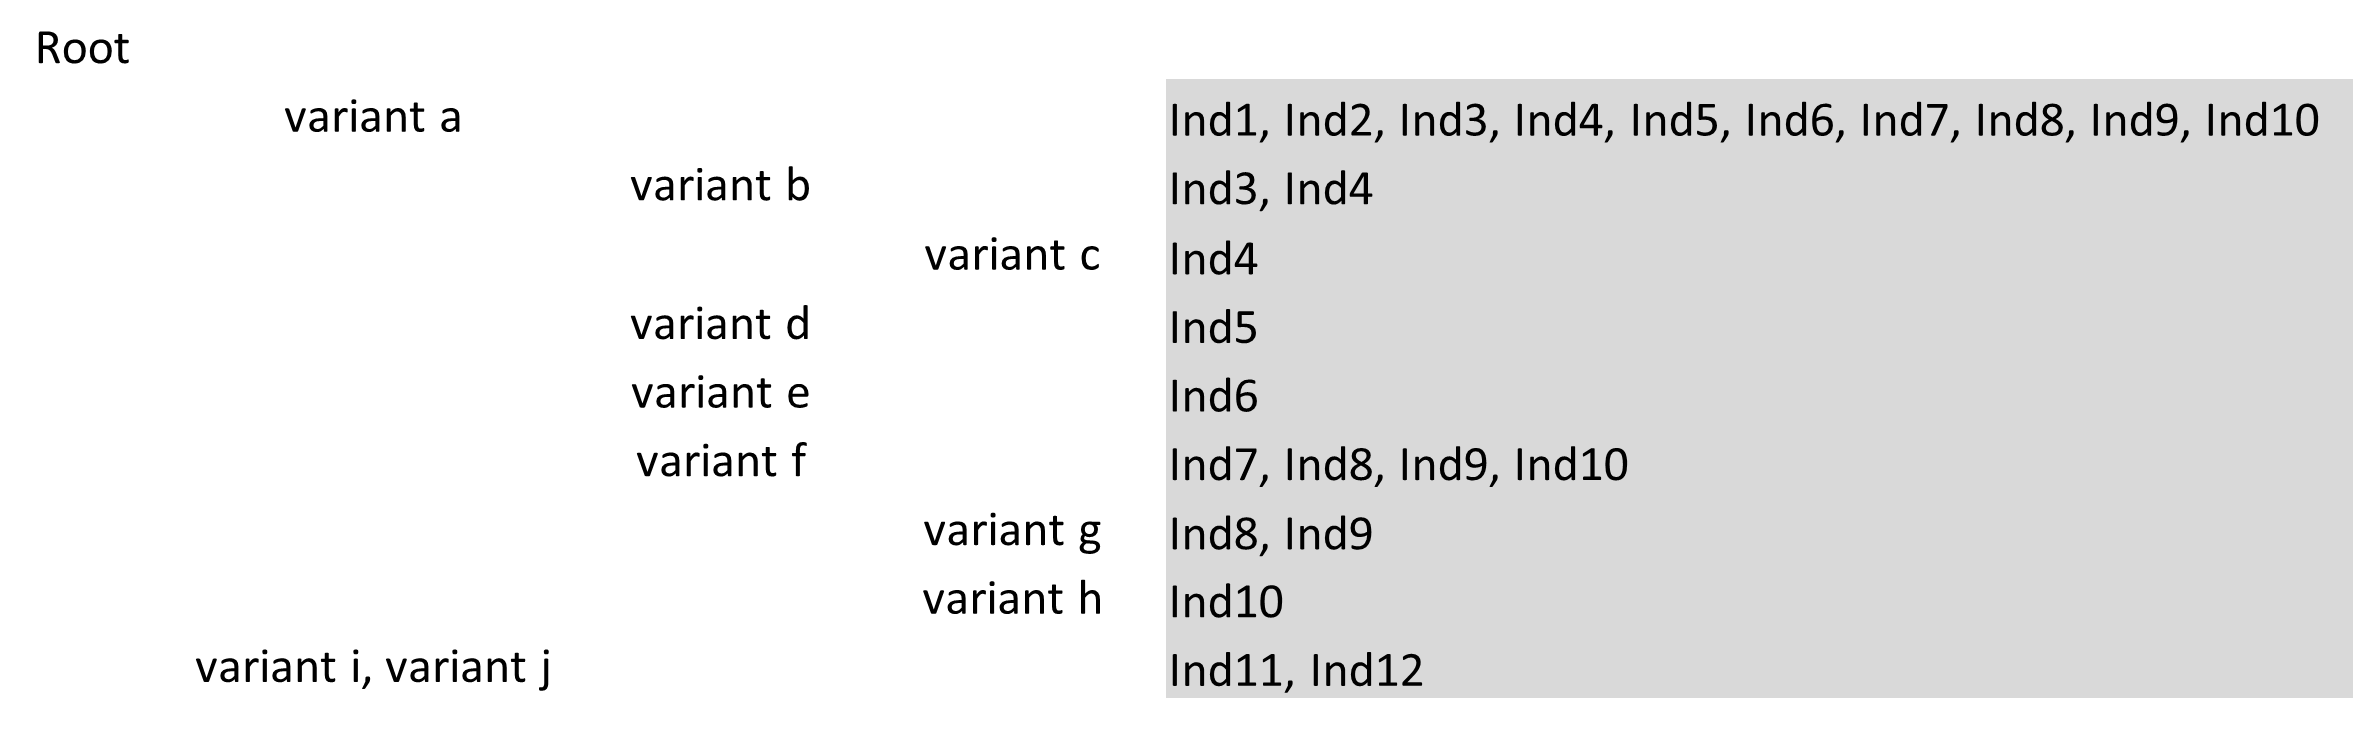 Root
variant a Ind1, Ind2, Ind3, Ind4, Ind5, Ind6, Ind7, Ind8, Ind9, Ind10
variant b Ind3, Ind4
variant c Ind4
variant d Ind5
variant e Ind6
variant f Ind7, Ind8, Ind9, Ind10
variant g Ind8, Ind9
variant h Ind10
variant i, variant j Ind11, Ind12